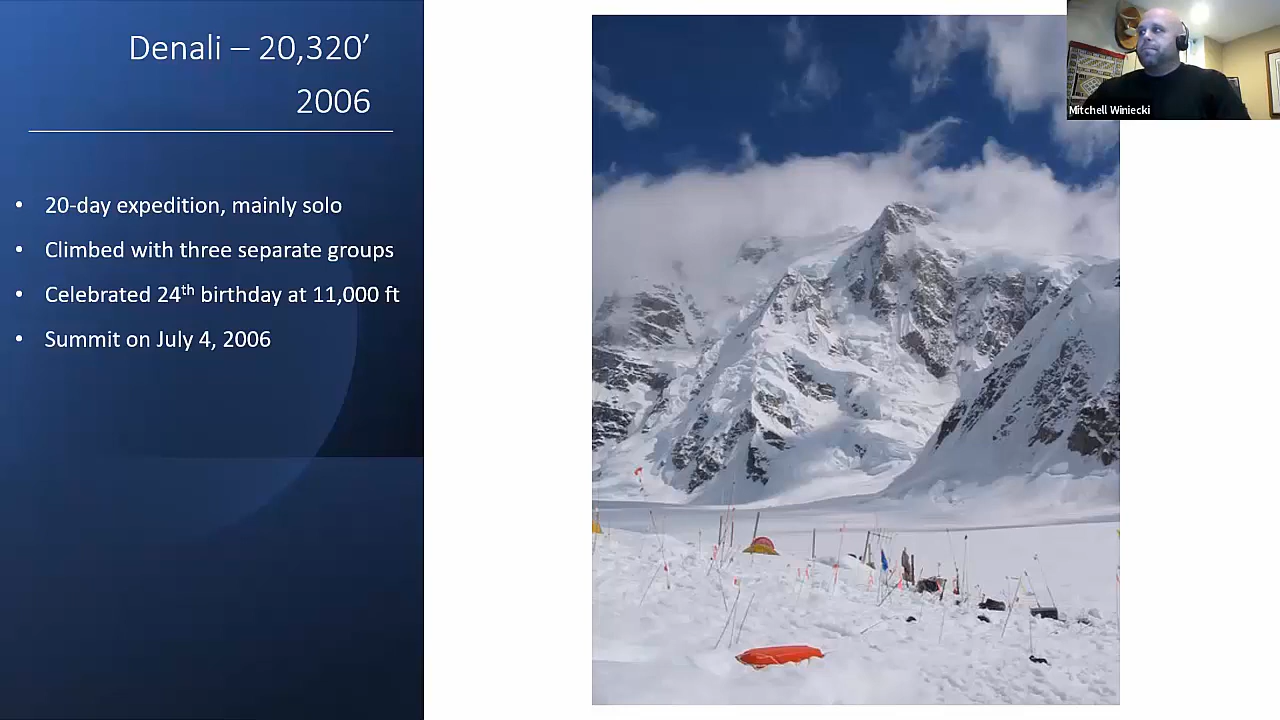 Denali – 20,320’
2006
• 20-day expedition, mainly solo
• Climbed with three separate groups
• Celebrated 24th birthday at 11,000 ft
• Summit on July 4, 2006
Mitchell Winiecki